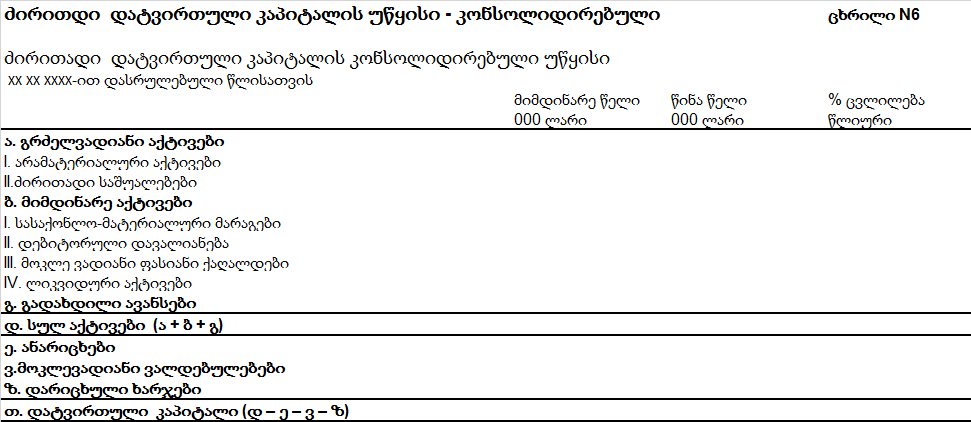 ძირითდი დატვირთული კაპიტალის უწყისი - კონსოლიდირებული ცხრილი N6
ძირითადი დატვირთული კაპიტალის კონსოლიდირებული უწყისი
xx xx xxxx-ით დასრულებული წლისათვის
მიმდინარე წელი წინა წელი % ცვლილება
000 ლარი 000 ლარი წლიური
ა. გრძელვადიანი აქტივები
I. არამატერიალური აქტივები
II.ძირითადი საშუალებები
ბ. მიმდინარე აქტივები
I. სასაქონლო-მატერიალური მარაგები
II. დებიტორული დავალიანება
III. მოკლე ვადიანი ფასიანი ქაღალდები
IV. ლიკვიდური აქტივები
გ. გადახდილი ავანსები
დ. სულ აქტივები (ა + ბ + გ)
ე. ანარიცხები
ვ.მოკლევადიანი ვალდებულებები
ზ. დარიცხული ხარჯები
თ. დატვირთული კაპიტალი (დ – ე – ვ – ზ)